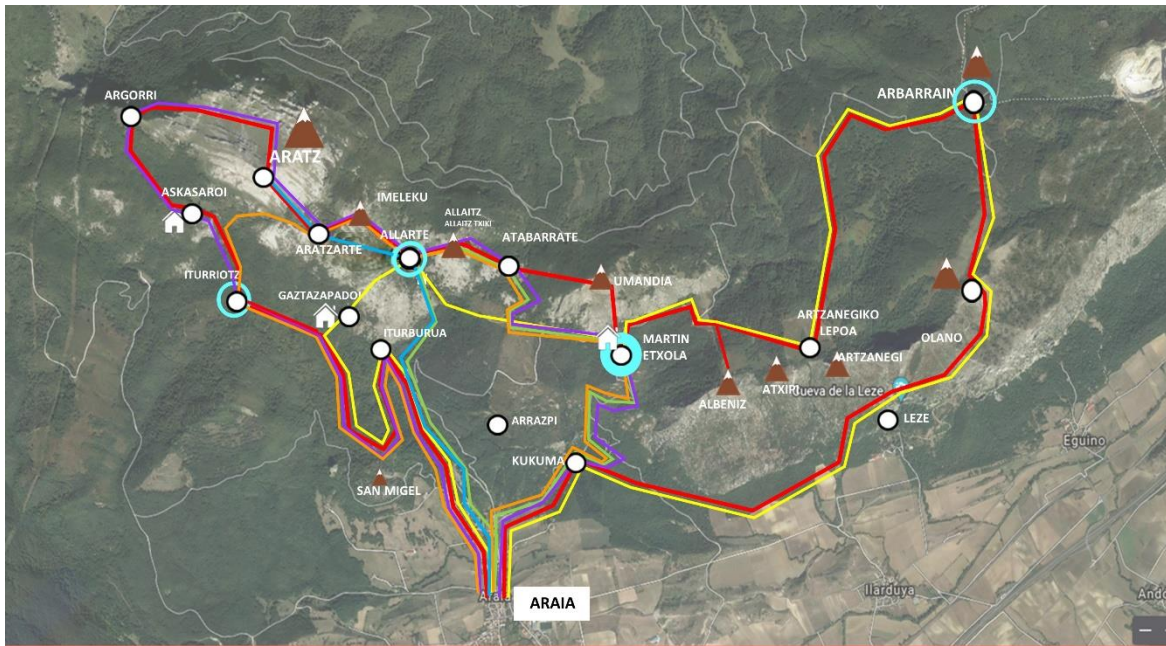 ARBARRAIN
ARGORRI
ARATZ
ASKASAROI
IMELEKU
ALLAITZ
ALLAITZ TXIKI
ALLARTE
ATABARRATE
ARATZARTE
ITURRIOTZ
GAZTAZAPADOI
UMANDIA
ARTZANEGIKO
LEPOA
ITURBURUA
MARTIN
ETXOLA
OLANO
ARTZANEGI
ATXIPI
Cueva de la Leze
ALBENIZ
ARRAZPI
LEZE
Eguino
KUKUMA
SAN MIGEL
Ilarduya
Araia
ARAIA